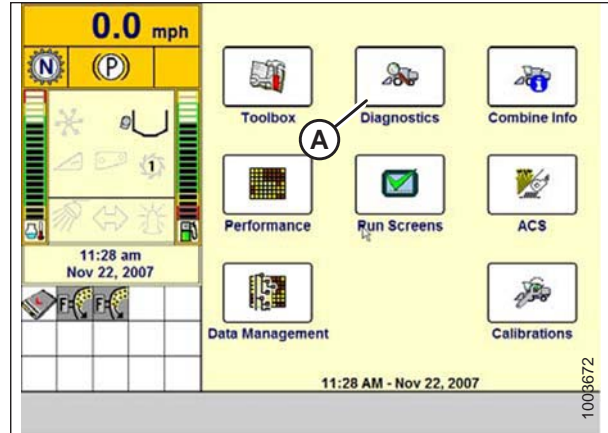 0.0 mph
N (P)
1
11:28 am
Nov 22, 2007
F F
Toolbox
Diagnostics
Combine Info
A
Performance
Run Screens
ACS
Data Management
Calibrations
11:28 AM - Nov 22, 2007
1003672